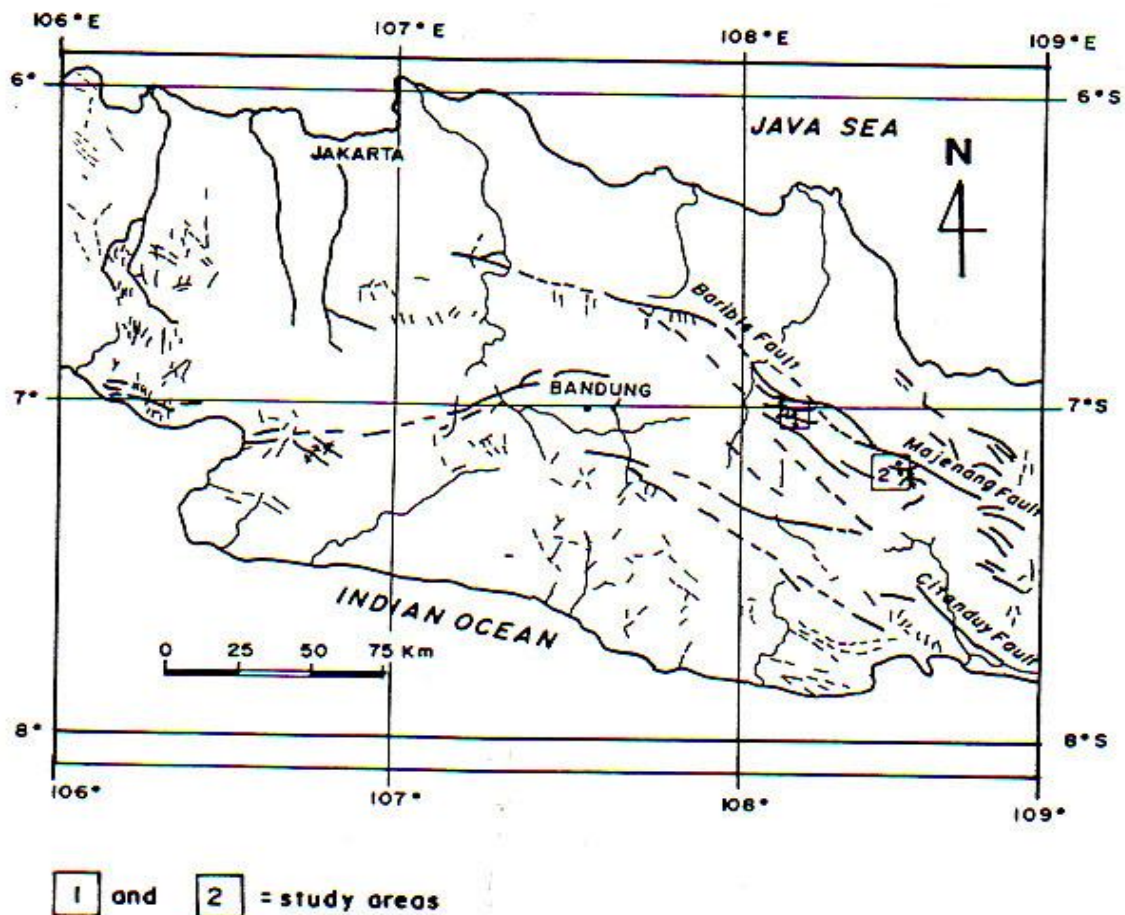 106°E
107°E
108°E
109°E
6°
6°S
JAVA SEA
JAKARTA
N
Baribis Fault
BANDUNG
7°
7°S
1
2
Majenang Fault
Citanduy Fault
INDIAN OCEAN
0 25 50 75 Km
8°
8°S
106°
107°
108°
109°
1 and 2 = study areas